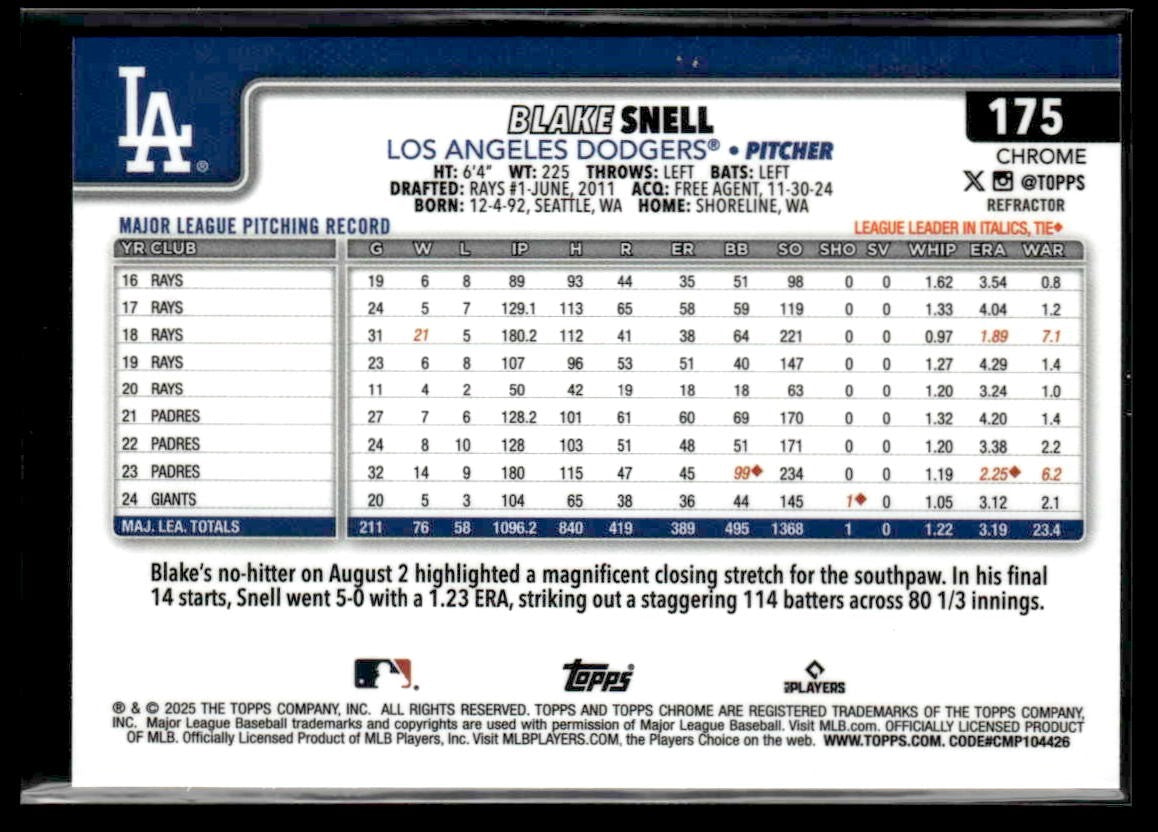 LA®
BLAKE SNELL
175
LOS ANGELES DODGERS® • PITCHER
CHROME
HT: 6'4" WT: 225 THROWS: LEFT BATS: LEFT
X @TOPPS
DRAFTED: RAYS #1-JUNE, 2011 ACQ: FREE AGENT, 11-30-24
REFRACTOR
BORN: 12-4-92, SEATTLE, WA HOME: SHORELINE, WA
MAJOR LEAGUE PITCHING RECORD LEAGUE LEADER IN ITALICS, TIE◆
YR CLUB G W L IP H R ER BB SO SHO SV WHIP ERA WAR
16 RAYS 19 6 8 89 93 44 35 51 98 0 0 1.62 3.54 0.8
17 RAYS 24 5 7 129.1 113 65 58 59 119 0 0 1.33 4.04 1.2
18 RAYS 31 21 5 180.2 112 41 38 64 221 0 0 0.97 1.89 7.1
19 RAYS 23 6 8 107 96 53 51 40 147 0 0 1.27 4.29 1.4
20 RAYS 11 4 2 50 42 19 18 18 63 0 0 1.20 3.24 1.0
21 PADRES 27 7 6 128.2 101 61 60 69 170 0 0 1.32 4.20 1.4
22 PADRES 24 8 10 128 103 51 48 51 171 0 0 1.20 3.38 2.2
23 PADRES 32 14 9 180 115 47 45 99◆ 234 0 0 1.19 2.25◆ 6.2
24 GIANTS 20 5 3 104 65 38 36 44 145 1◆ 0 1.05 3.12 2.1
MAJ. LEA. TOTALS 211 76 58 1096.2 840 419 389 495 1368 1 0 1.22 3.19 23.4
Blake's no-hitter on August 2 highlighted a magnificent closing stretch for the southpaw. In his final
14 starts, Snell went 5-0 with a 1.23 ERA, striking out a staggering 114 batters across 80 1/3 innings.
Topps
PLAYERS
® & © 2025 THE TOPPS COMPANY, INC. ALL RIGHTS RESERVED. TOPPS AND TOPPS CHROME ARE REGISTERED TRADEMARKS OF THE TOPPS COMPANY,
INC. Major League Baseball trademarks and copyrights are used with permission of Major League Baseball. Visit MLB.com. OFFICIALLY LICENSED PRODUCT
OF MLB. Officially Licensed Product of MLB Players, Inc. Visit MLBPLAYERS.COM, the Players Choice on the web. WWW.TOPPS.COM. CODE#CMP104426